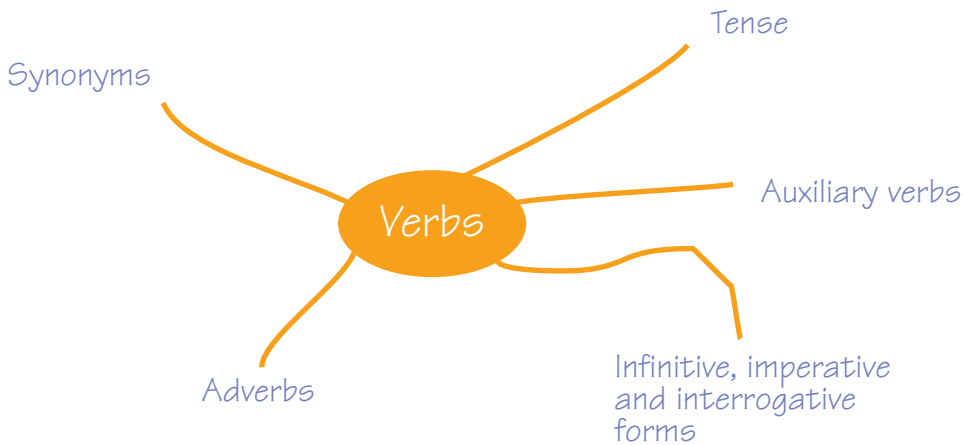 Tense
Synonyms
Auxiliary verbs
Verbs
Adverbs
Infinitive, imperative
and interrogative
forms